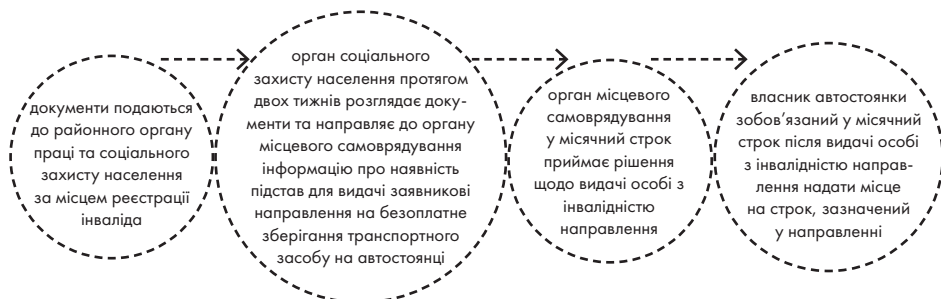 документи подаються
до районного органу
праці та соціального
захисту населення
за місцем реєстрації
інваліда
орган соціального
захисту населення протягом
двох тижнів розглядає доку-
менти та направляє до органу
місцевого самоврядування
інформацію про наявність
підстав для видачі заявникові
направлення на безоплатне
зберігання транспортного
засобу на автостоянці
орган місцевого
самоврядування
у місячний строк
приймає рішення
щодо видачі особі з
інвалідністю
направлення
власник автостоянки
зобов’язаний у місячний
строк після видачі особі
з інвалідністю направ-
лення надати місце
на строк, зазначений
у направленні